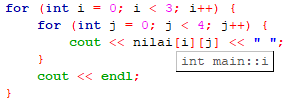 for (int i = 0; i < 3; i++) {
    for (int j = 0; j < 4; j++) {
        cout << nilai[i][j] << " ";
    }
int main::i
    cout << endl;
}